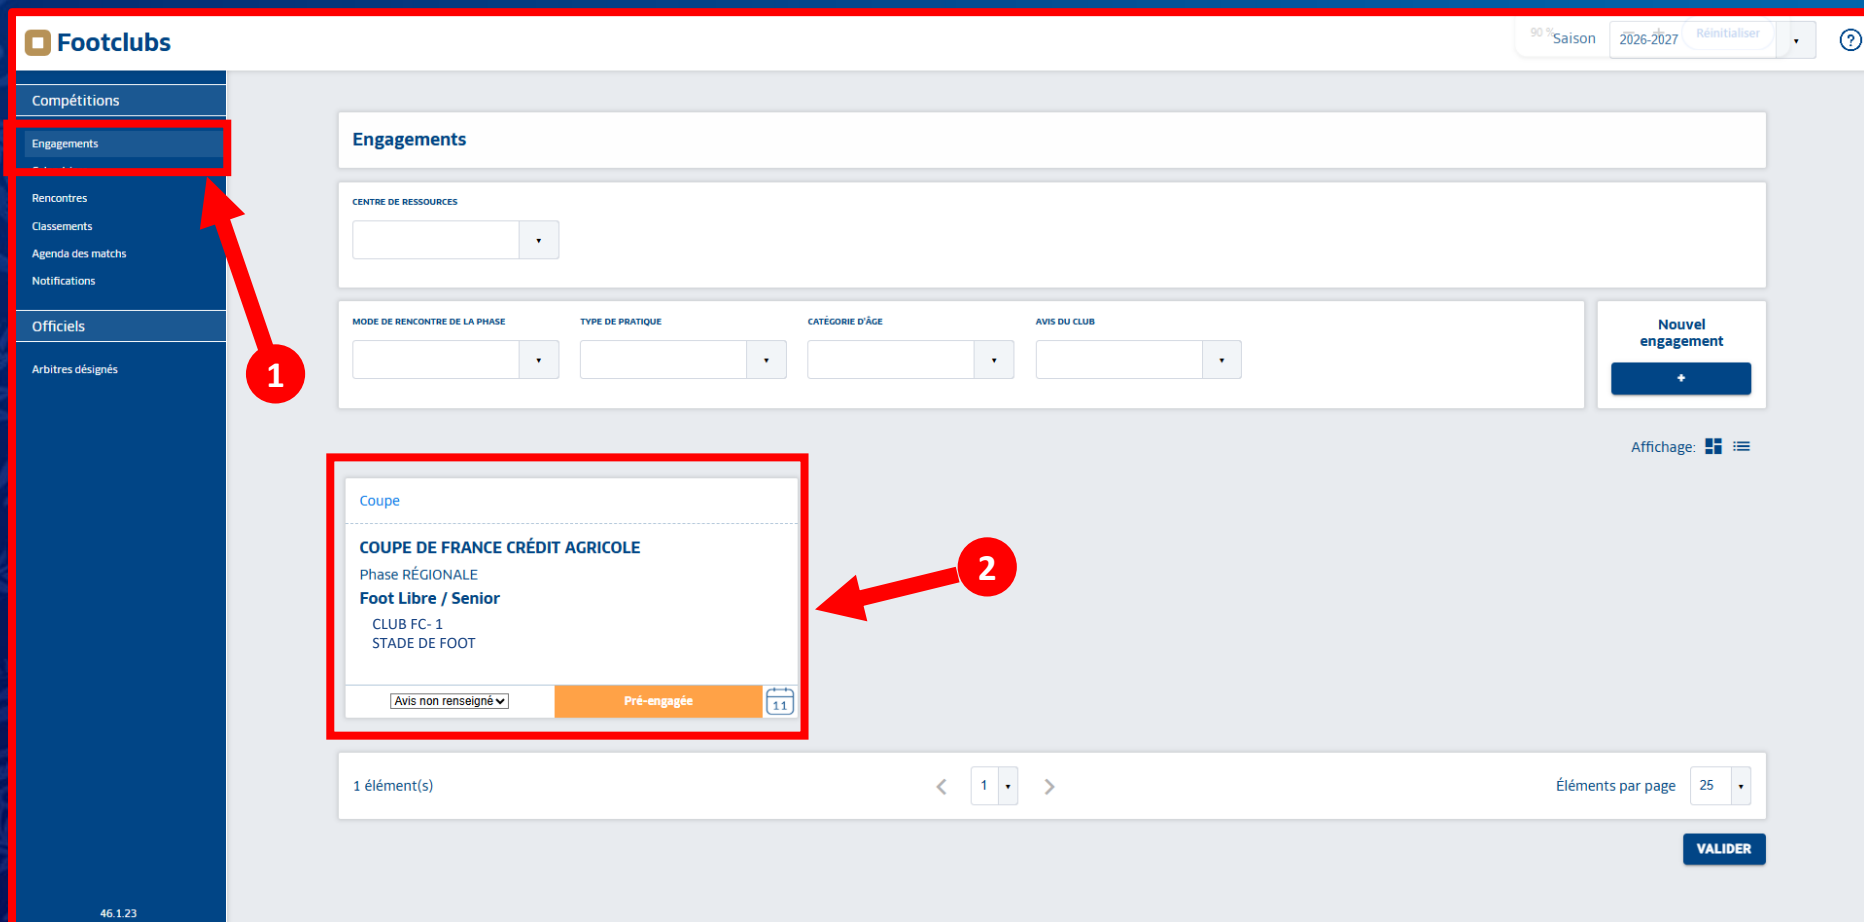 Footclubs
90 %
Saison
2026-2027
Réinitialiser
Compétitions
Engagements
Rencontres
Classements
Agenda des matchs
Notifications
Officiels
Arbitres désignés
46.1.23
1
Engagements
CENTRE DE RESSOURCES
MODE DE RENCONTRE DE LA PHASE
TYPE DE PRATIQUE
CATÉGORIE D'ÂGE
AVIS DU CLUB
Nouvel
engagement
+
Affichage:
Coupe
COUPE DE FRANCE CRÉDIT AGRICOLE
Phase RÉGIONALE
Foot Libre / Senior
CLUB FC- 1
STADE DE FOOT
Avis non renseigné
Pré-engagée
11
2
1 élément(s)
1
Éléments par page
25
VALIDER